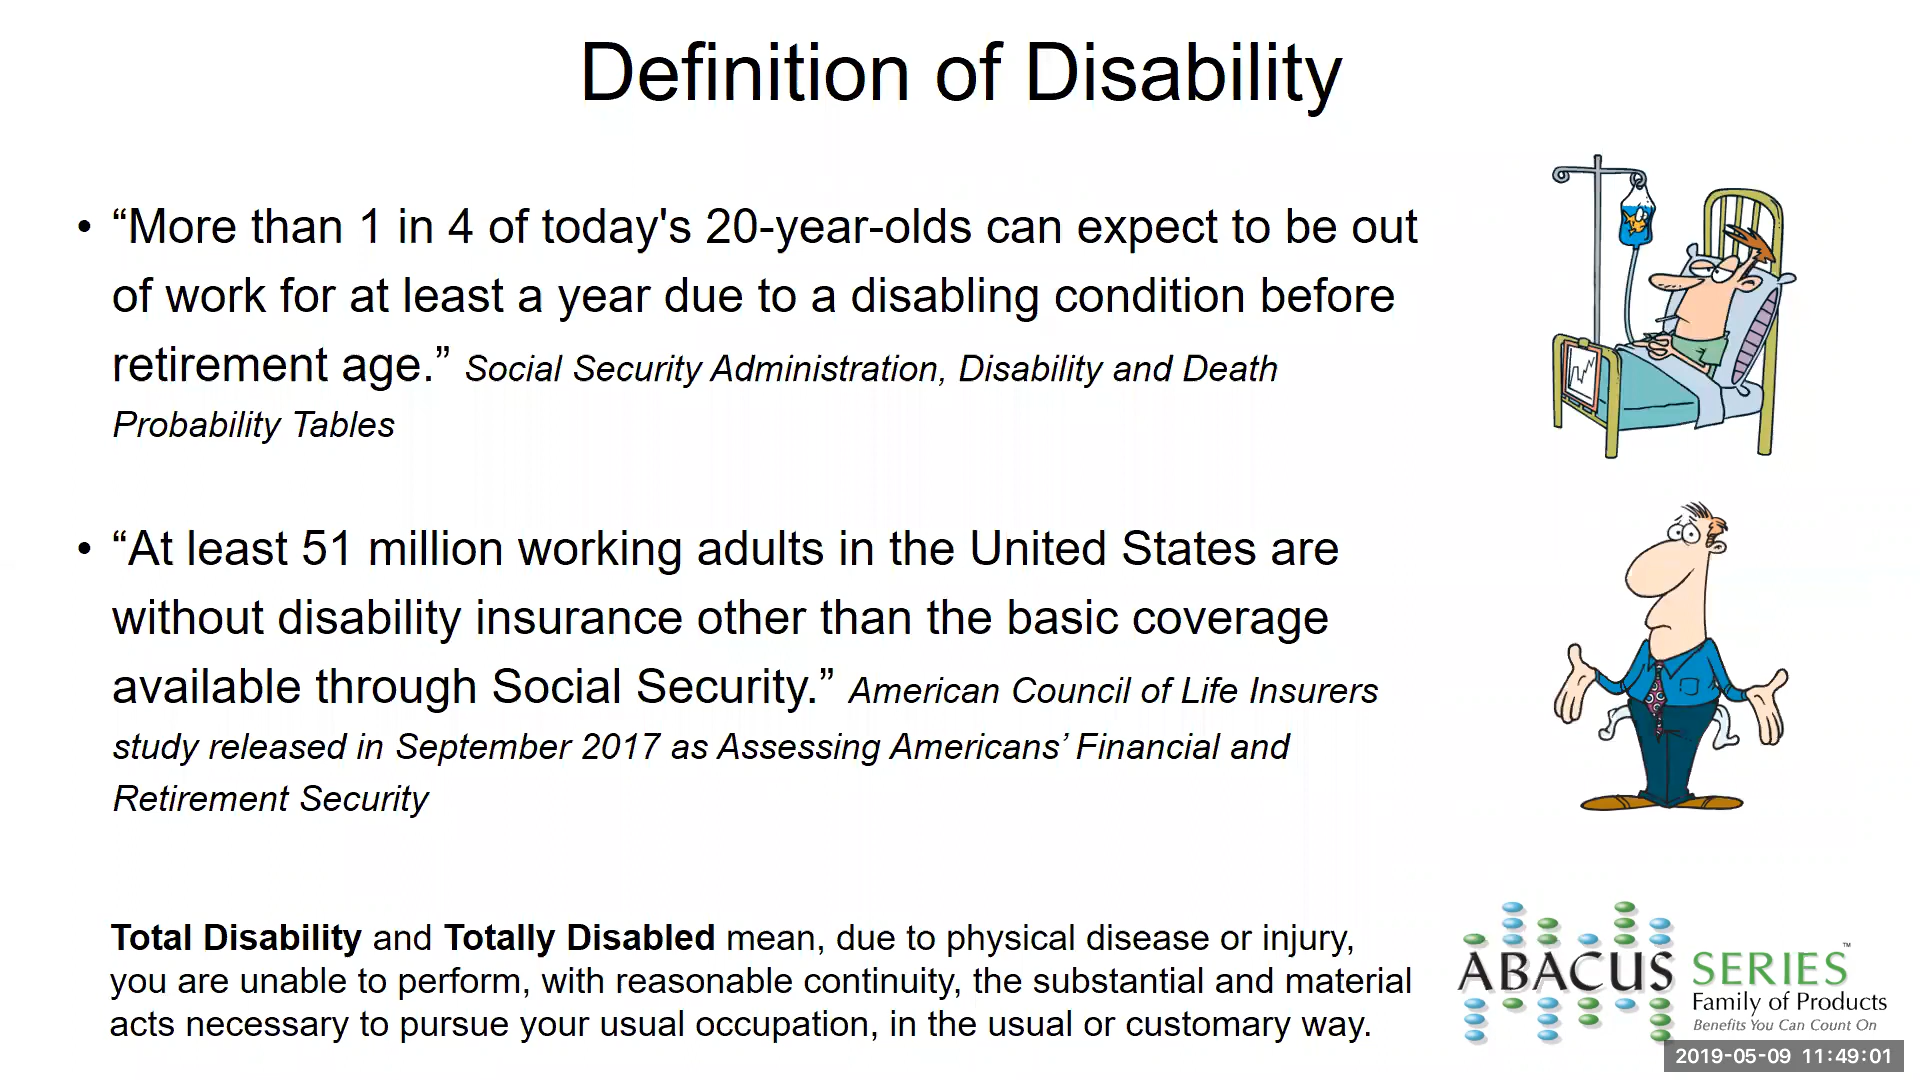 Definition of Disability
• “More than 1 in 4 of today's 20-year-olds can expect to be out
of work for at least a year due to a disabling condition before
retirement age.” Social Security Administration, Disability and Death
Probability Tables
• “At least 51 million working adults in the United States are
without disability insurance other than the basic coverage
available through Social Security.” American Council of Life Insurers
study released in September 2017 as Assessing Americans’ Financial and
Retirement Security
Total Disability and Totally Disabled mean, due to physical disease or injury,
you are unable to perform, with reasonable continuity, the substantial and material
acts necessary to pursue your usual occupation, in the usual or customary way.
ABACUS SERIES™
Family of Products
Benefits You Can Count On
2019-05-09 11:49:01